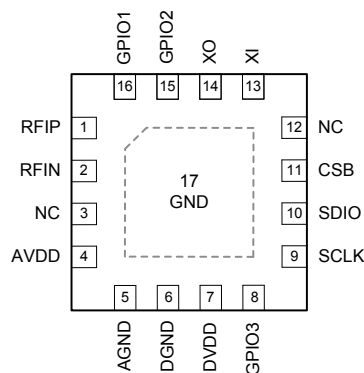 GPIO1
GPIO2
XO
XI
16
15
14
13
RFIP
1
RFIN
2
NC
3
AVDD
4
17
GND
12
NC
11
CSB
10
SDIO
9
SCLK
5
6
7
8
AGND
DGND
DVDD
GPIO3